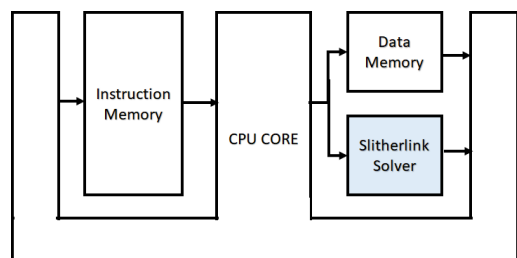 Instruction
Memory
CPU CORE
Data
Memory
Slitherlink
Solver